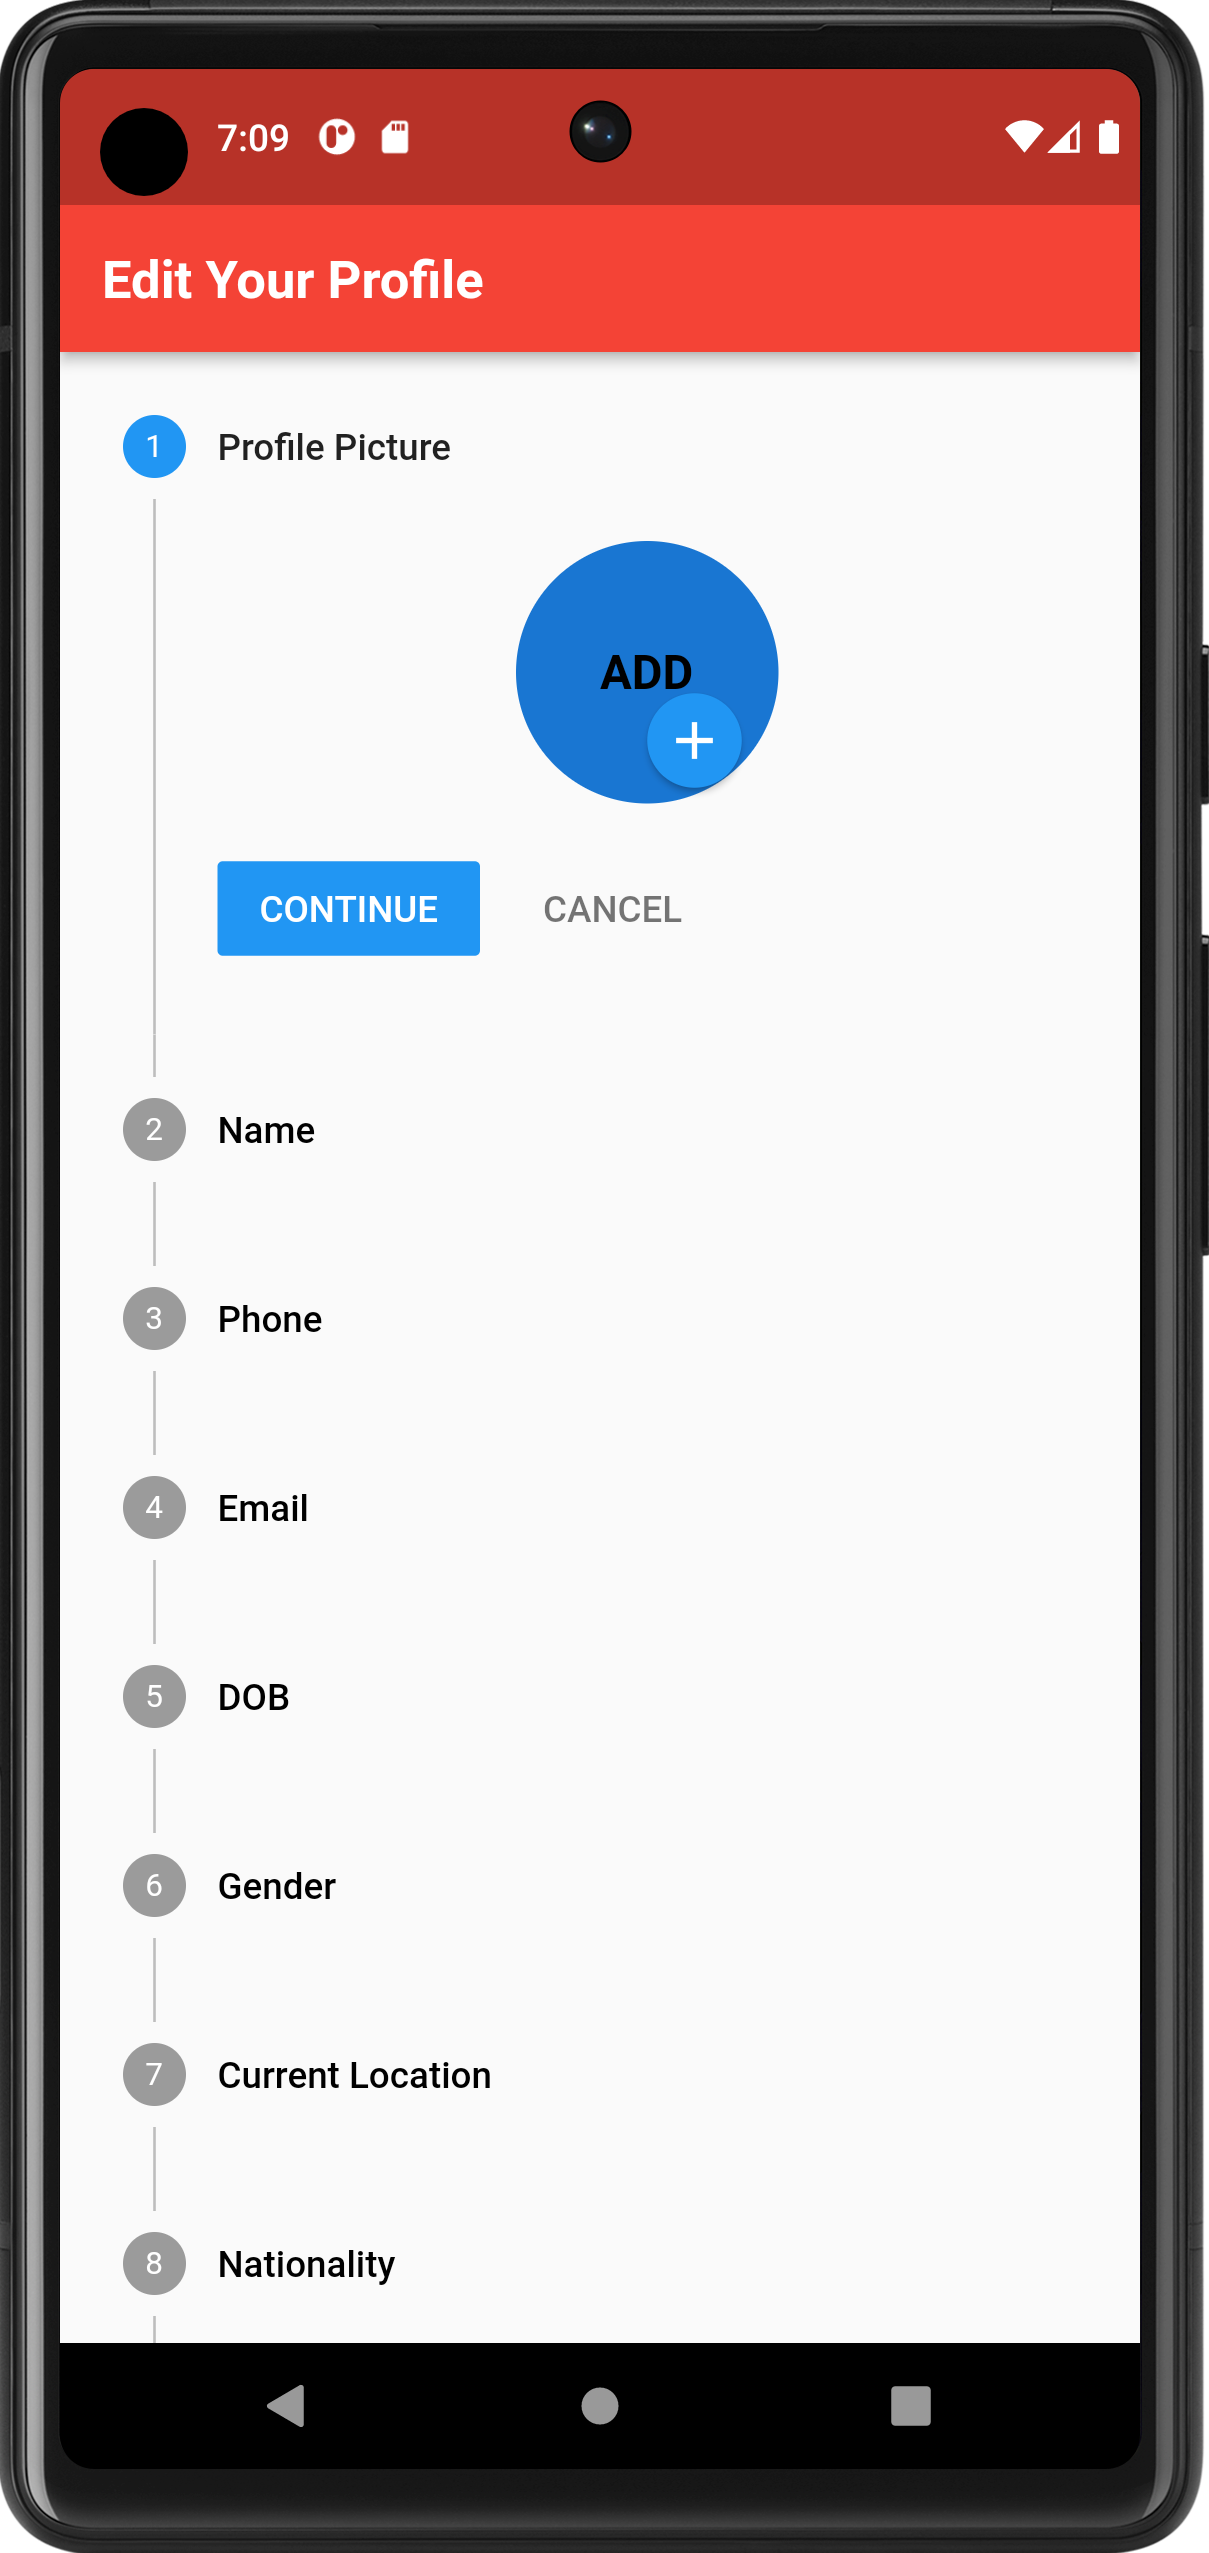 7:09
Edit Your Profile
1 Profile Picture
ADD
CONTINUE CANCEL
2 Name
3 Phone
4 Email
5 DOB
6 Gender
7 Current Location
8 Nationality